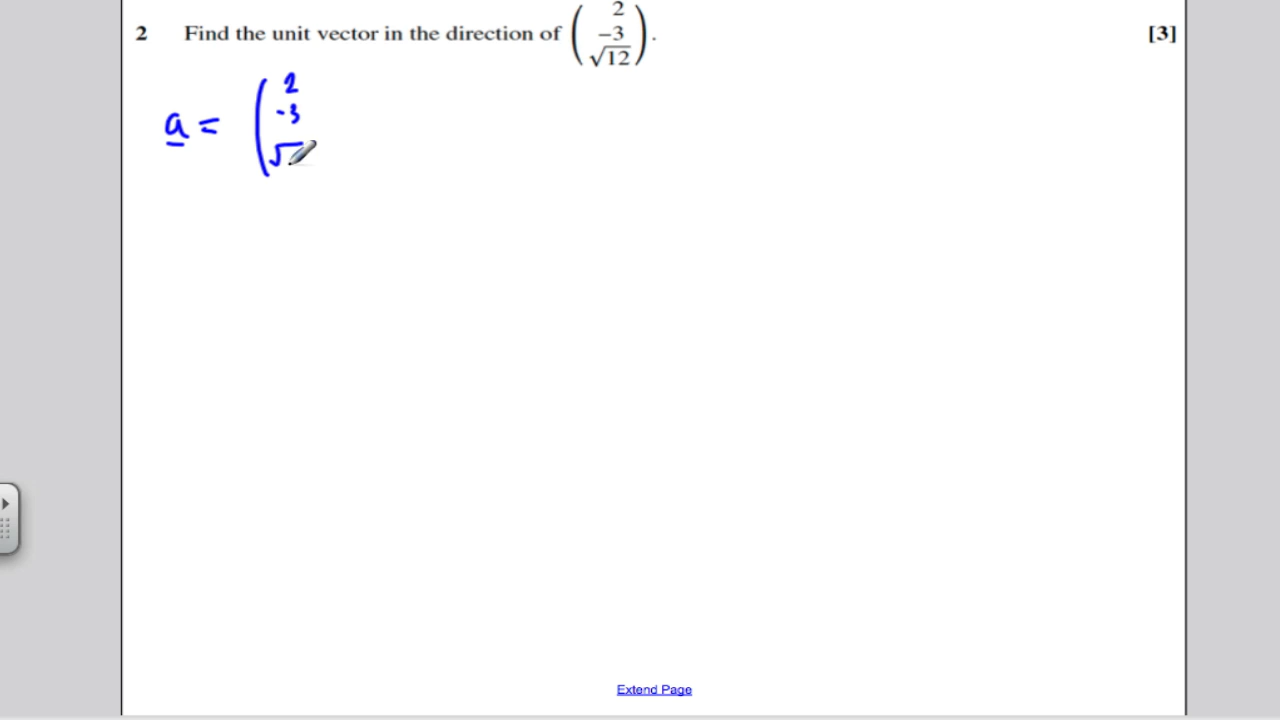 2 Find the unit vector in the direction of ( 2
-3
√12 ). [3]
a = ( 2
-3
√
Extend Page